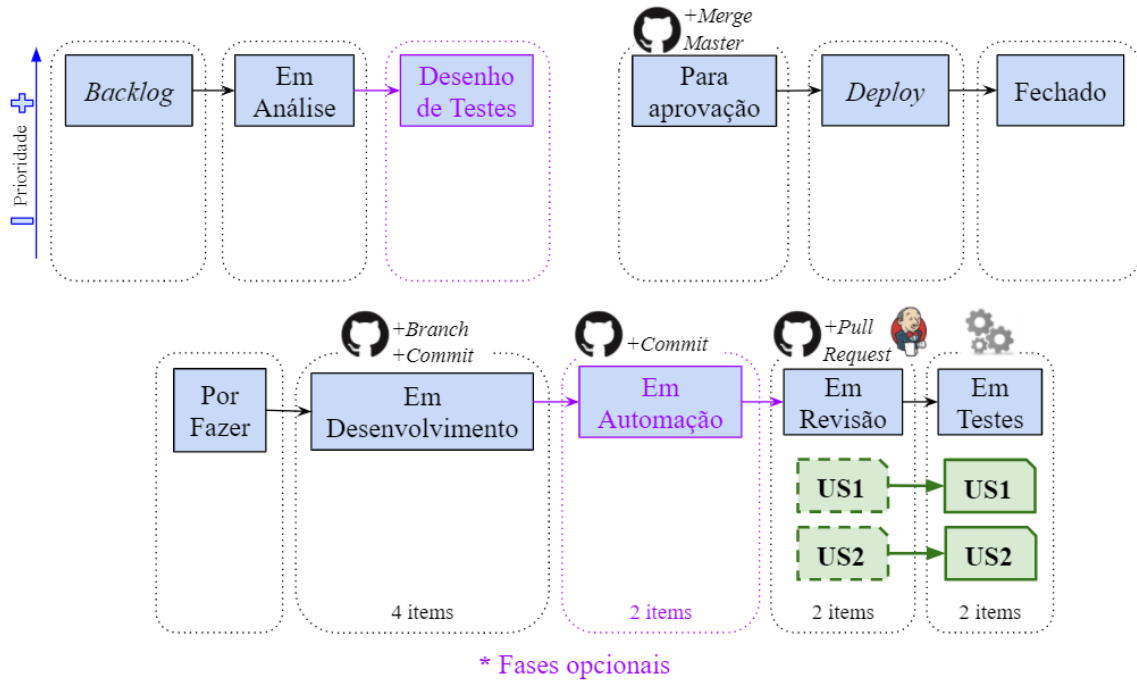 +Merge
Master
Prioridade
Backlog
Em
Análise
Desenho
de Testes
Para
aprovação
Deploy
Fechado
+Branch
+Commit
+Commit
+Pull
Request
Por
Fazer
Em
Desenvolvimento
Em
Automação
Em
Revisão
Em
Testes
US1
US1
US2
US2
4 items
2 items
2 items
2 items
* Fases opcionais